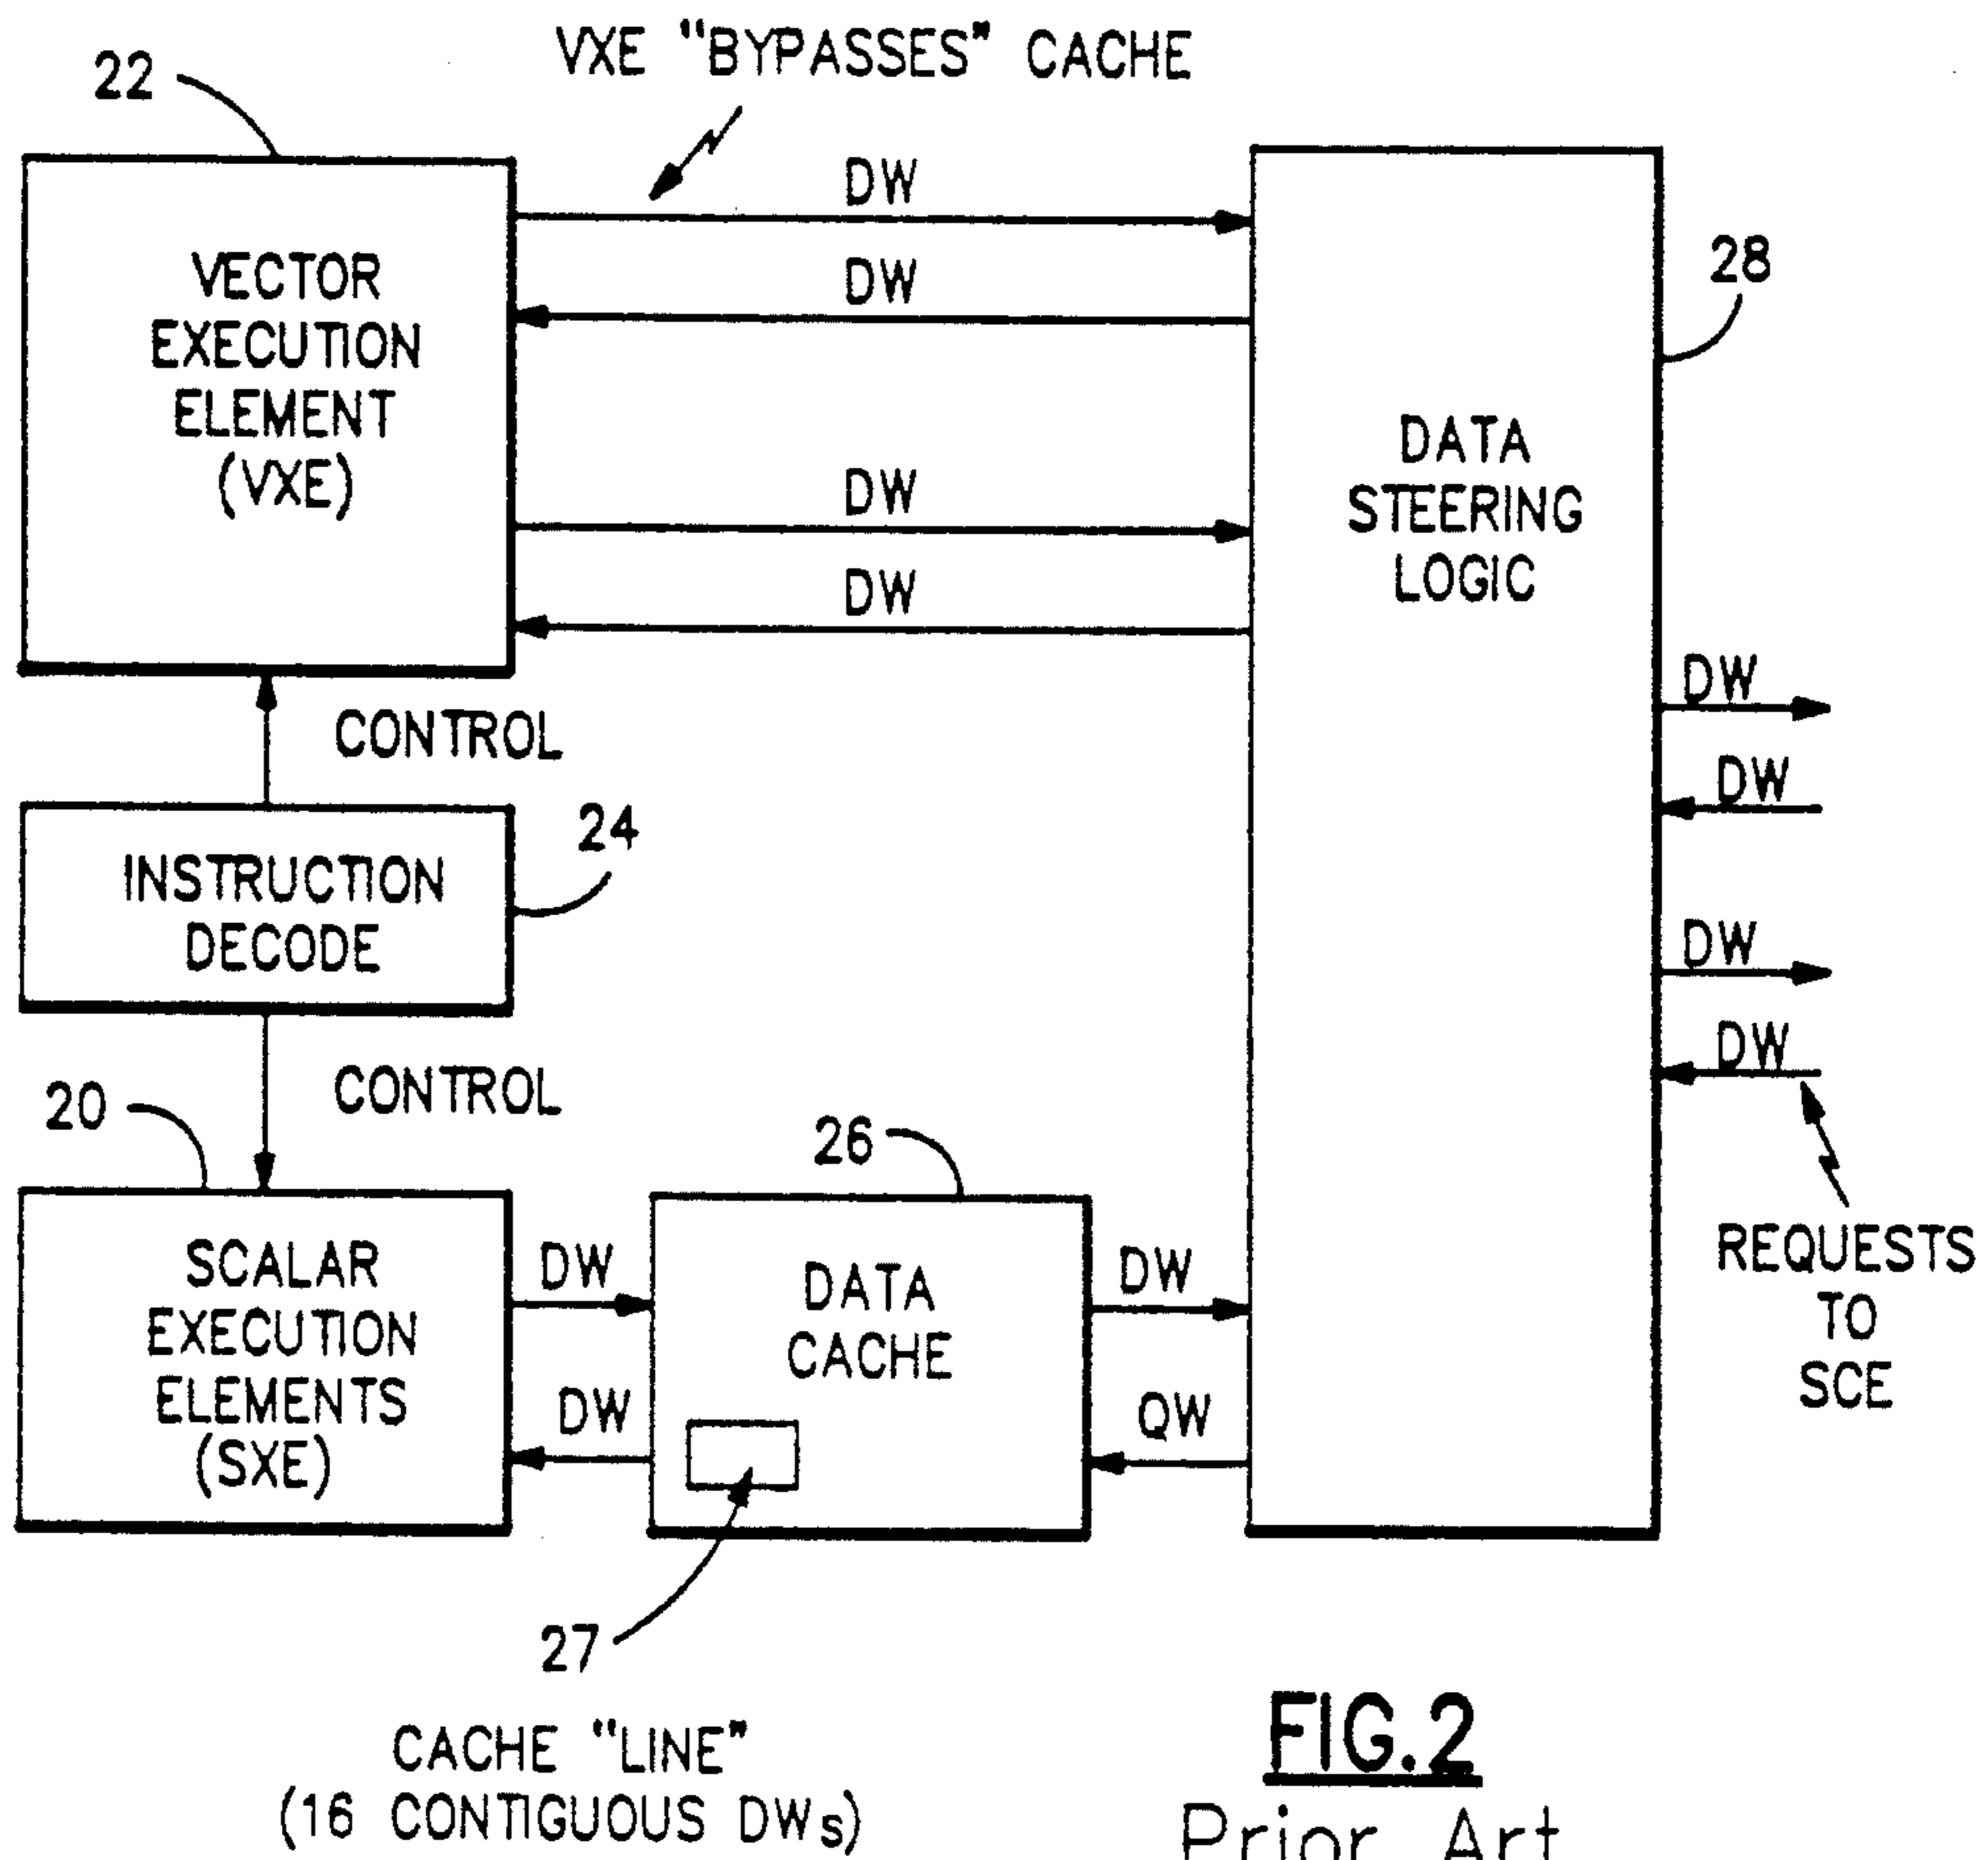 VXE "BYPASSES" CACHE
22
DW
VECTOR
EXECUTION
ELEMENT
(VXE)
DW
28
DATA
STEERING
LOGIC
DW
DW
DW
CONTROL
DW
24
INSTRUCTION
DECODE
DW
DW
20
CONTROL
26
REQUESTS
TO
SCE
SCALAR
EXECUTION
ELEMENTS
(SXE)
DW
DW
DATA
CACHE
DW
QW
27
CACHE "LINE"
(16 CONTIGUOUS DWs)
FIG.2
Prior Art